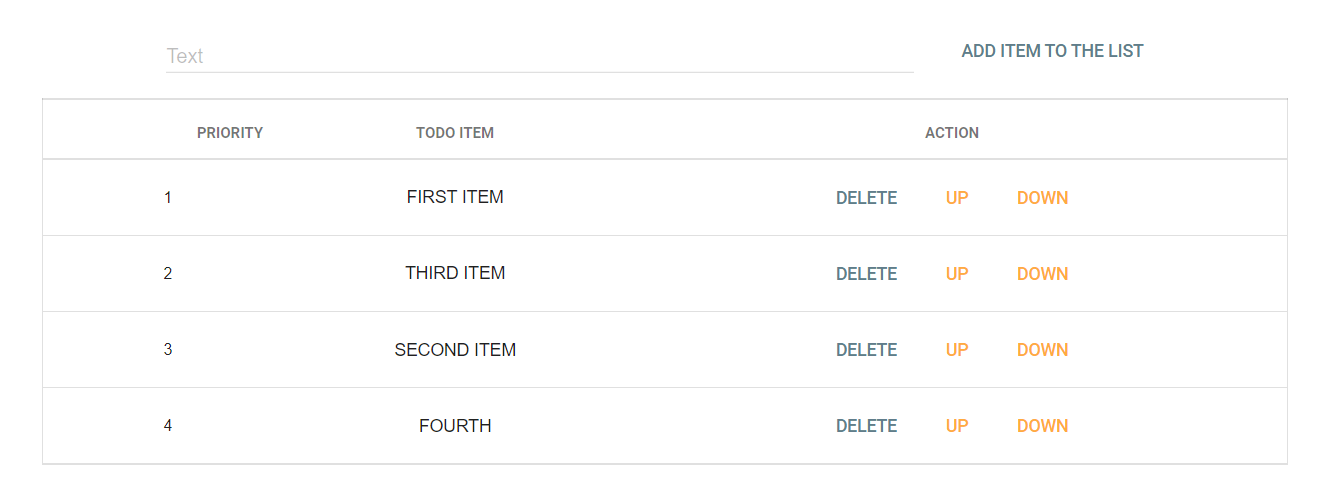 Text ADD ITEM TO THE LIST
PRIORITY TODO ITEM ACTION
1 FIRST ITEM DELETE UP DOWN
2 THIRD ITEM DELETE UP DOWN
3 SECOND ITEM DELETE UP DOWN
4 FOURTH DELETE UP DOWN